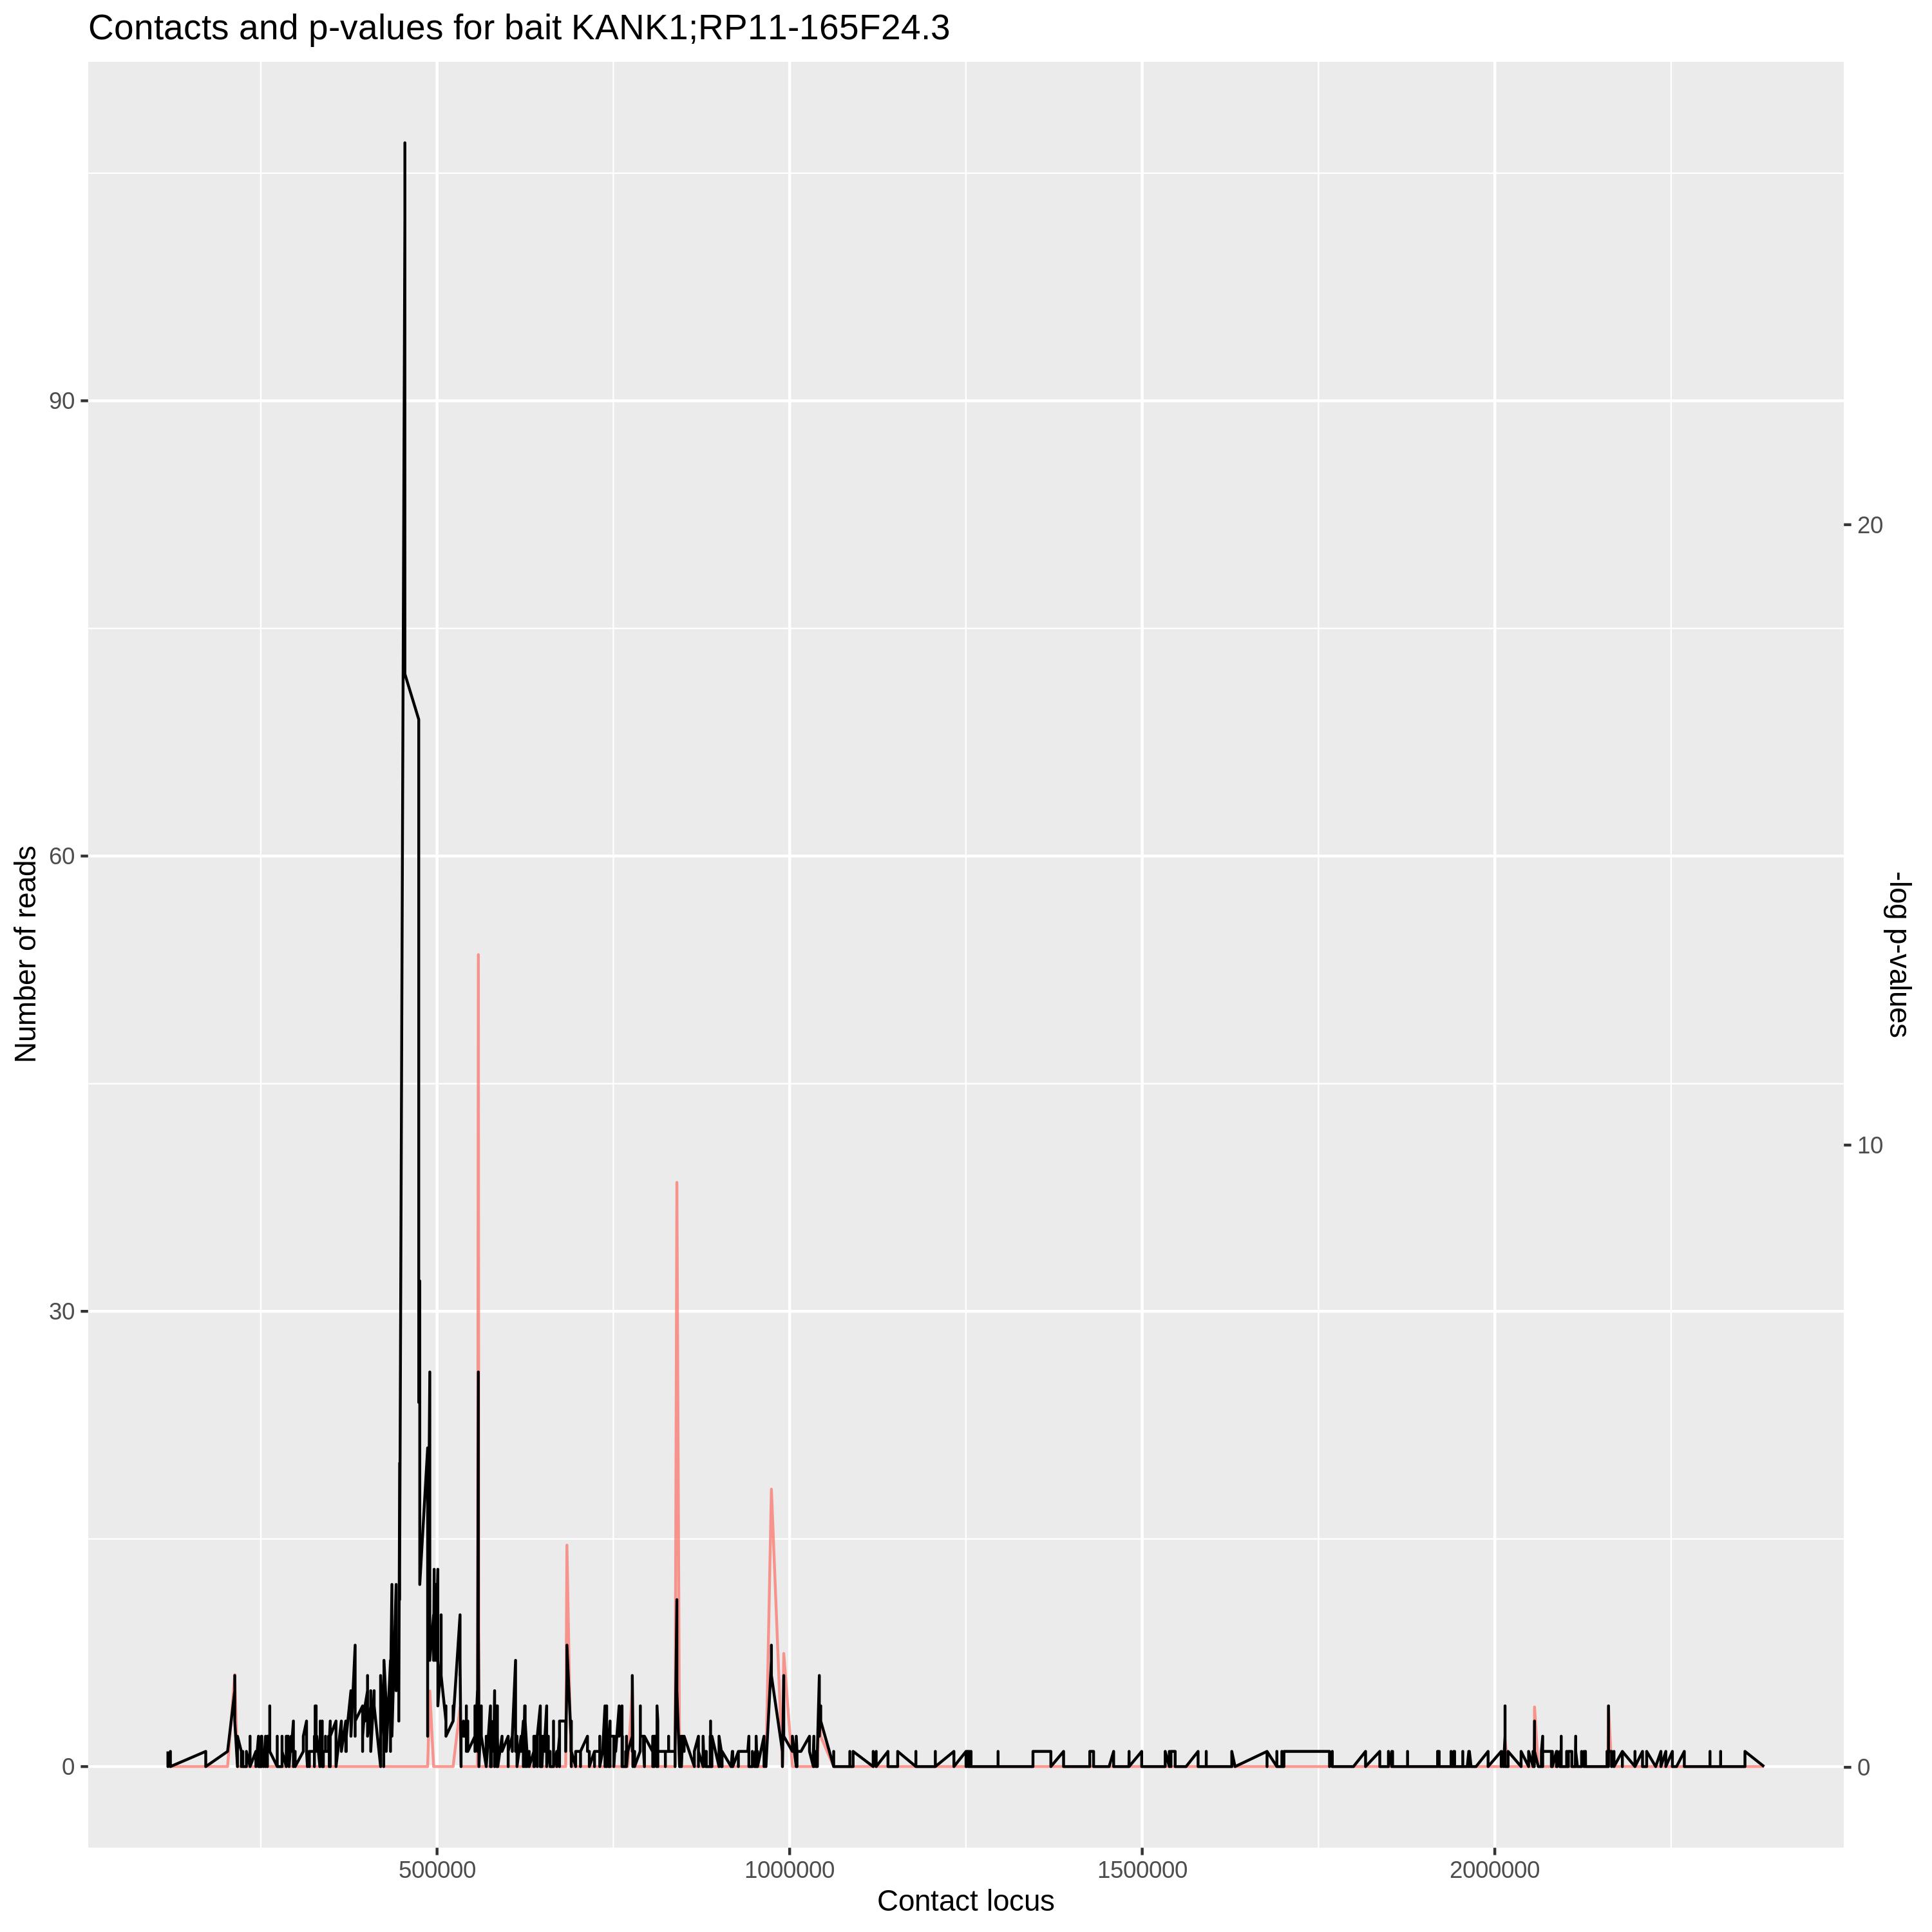 Contacts and p-values for bait KANK1;RP11-165F24.3
Number of reads
90
60
30
0
20
10
0
-log p-values
500000
1000000
1500000
2000000
Contact locus